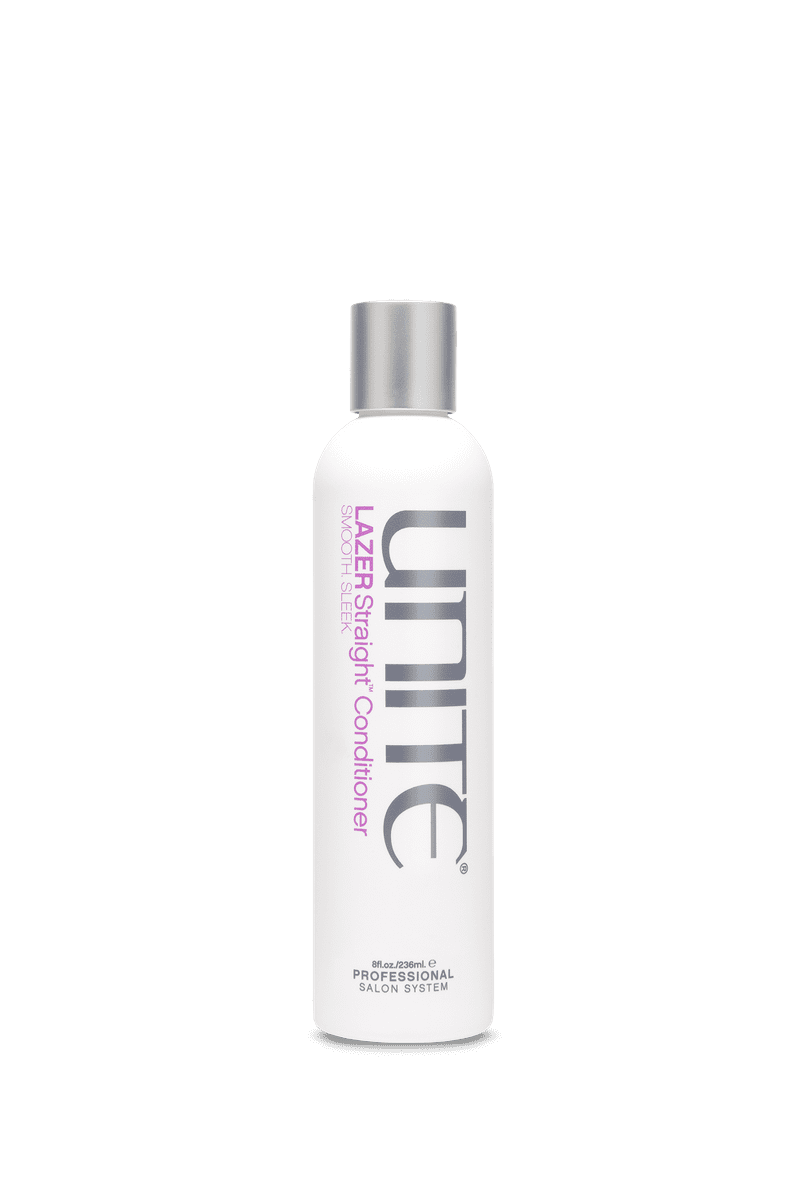 UNITE®
LAZER Straight™ Conditioner
SMOOTH. SLEEK.
8fl.oz./236ml. ℮
PROFESSIONAL
SALON SYSTEM